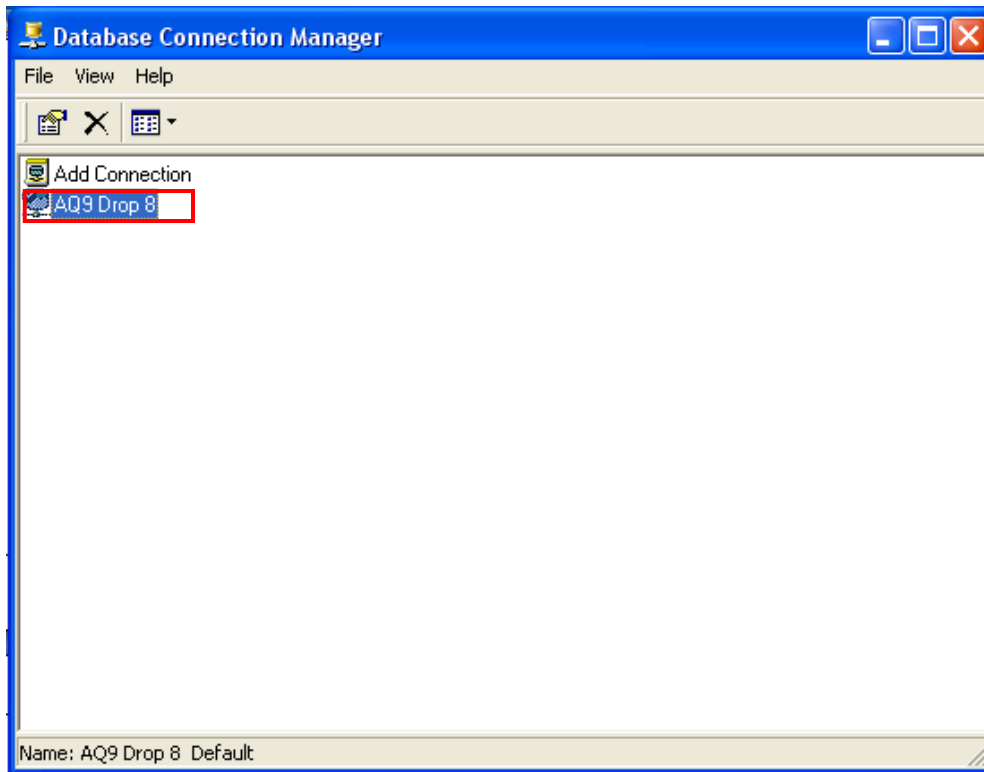 Database Connection Manager
File View Help
Add Connection
AQ9 Drop 8
Name: AQ9 Drop 8 Default